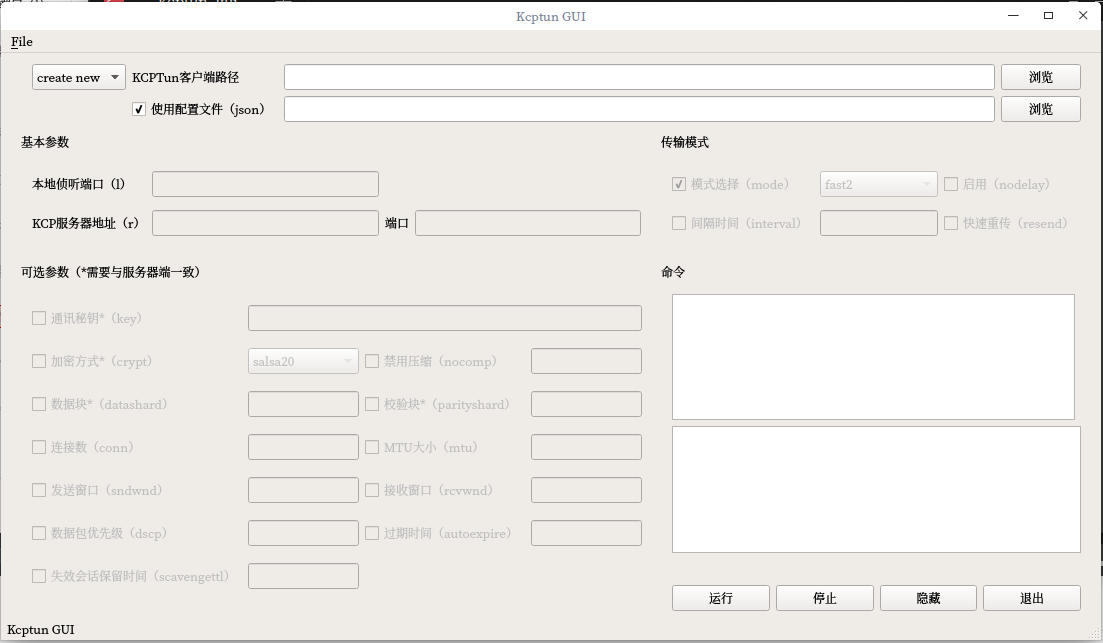 Kcptun GUI
File
create new KCPTun客户端路径 浏览
使用配置文件（json） 浏览
基本参数 传输模式
本地侦听端口（l） 模式选择（mode） fast2 启用（nodelay）
KCP服务器地址（r） 端口 间隔时间（interval） 快速重传（resend）
可选参数（*需要与服务器端一致） 命令
通讯秘钥*（key）
加密方式*（crypt） salsa20 禁用压缩（nocomp）
数据块*（datashard） 校验块*（parityshard）
连接数（conn） MTU大小（mtu）
发送窗口（sndwnd） 接收窗口（rcvwnd）
数据包优先级（dscp） 过期时间（autoexpire）
失效会话保留时间（scavengettl）
运行 停止 隐藏 退出
Kcptun GUI